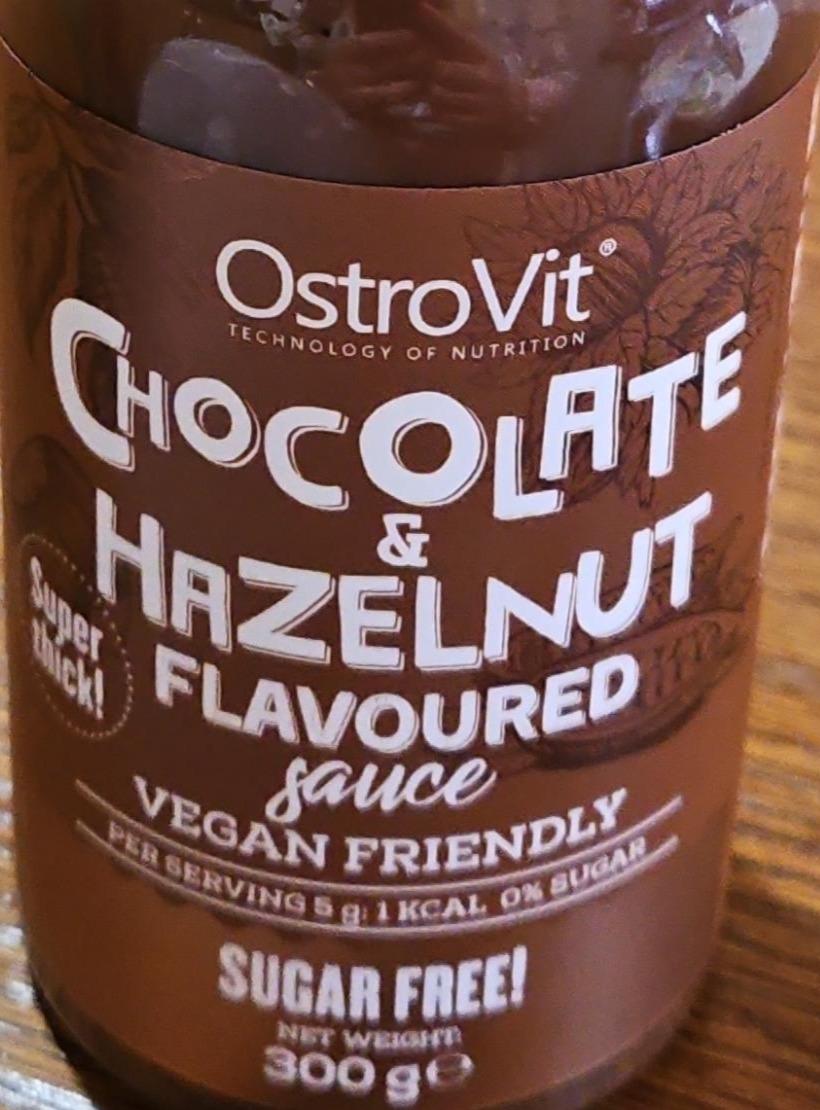 OstroVit®
TECHNOLOGY OF NUTRITION
CHOCOLATE
&
HAZELNUT
FLAVOURED
sauce
Super
thick!
VEGAN FRIENDLY
PER SERVING 5 g: 1 KCAL 0% SUGAR
SUGAR FREE!
NET WEIGHT:
300 g ℮